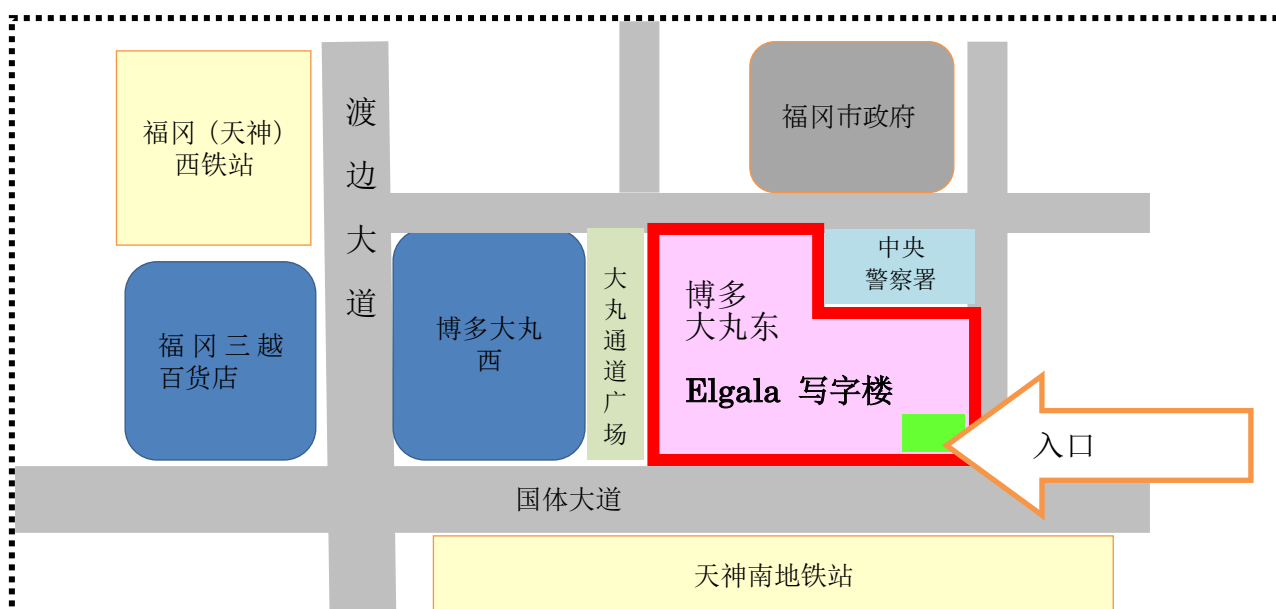 福冈（天神）
西铁站
渡边大道
福冈市政府
中央
警察署
福冈三越
百货店
博多大丸
西
大丸通道广场
博多
大丸东
Elgala 写字楼
入口
国体大道
天神南地铁站